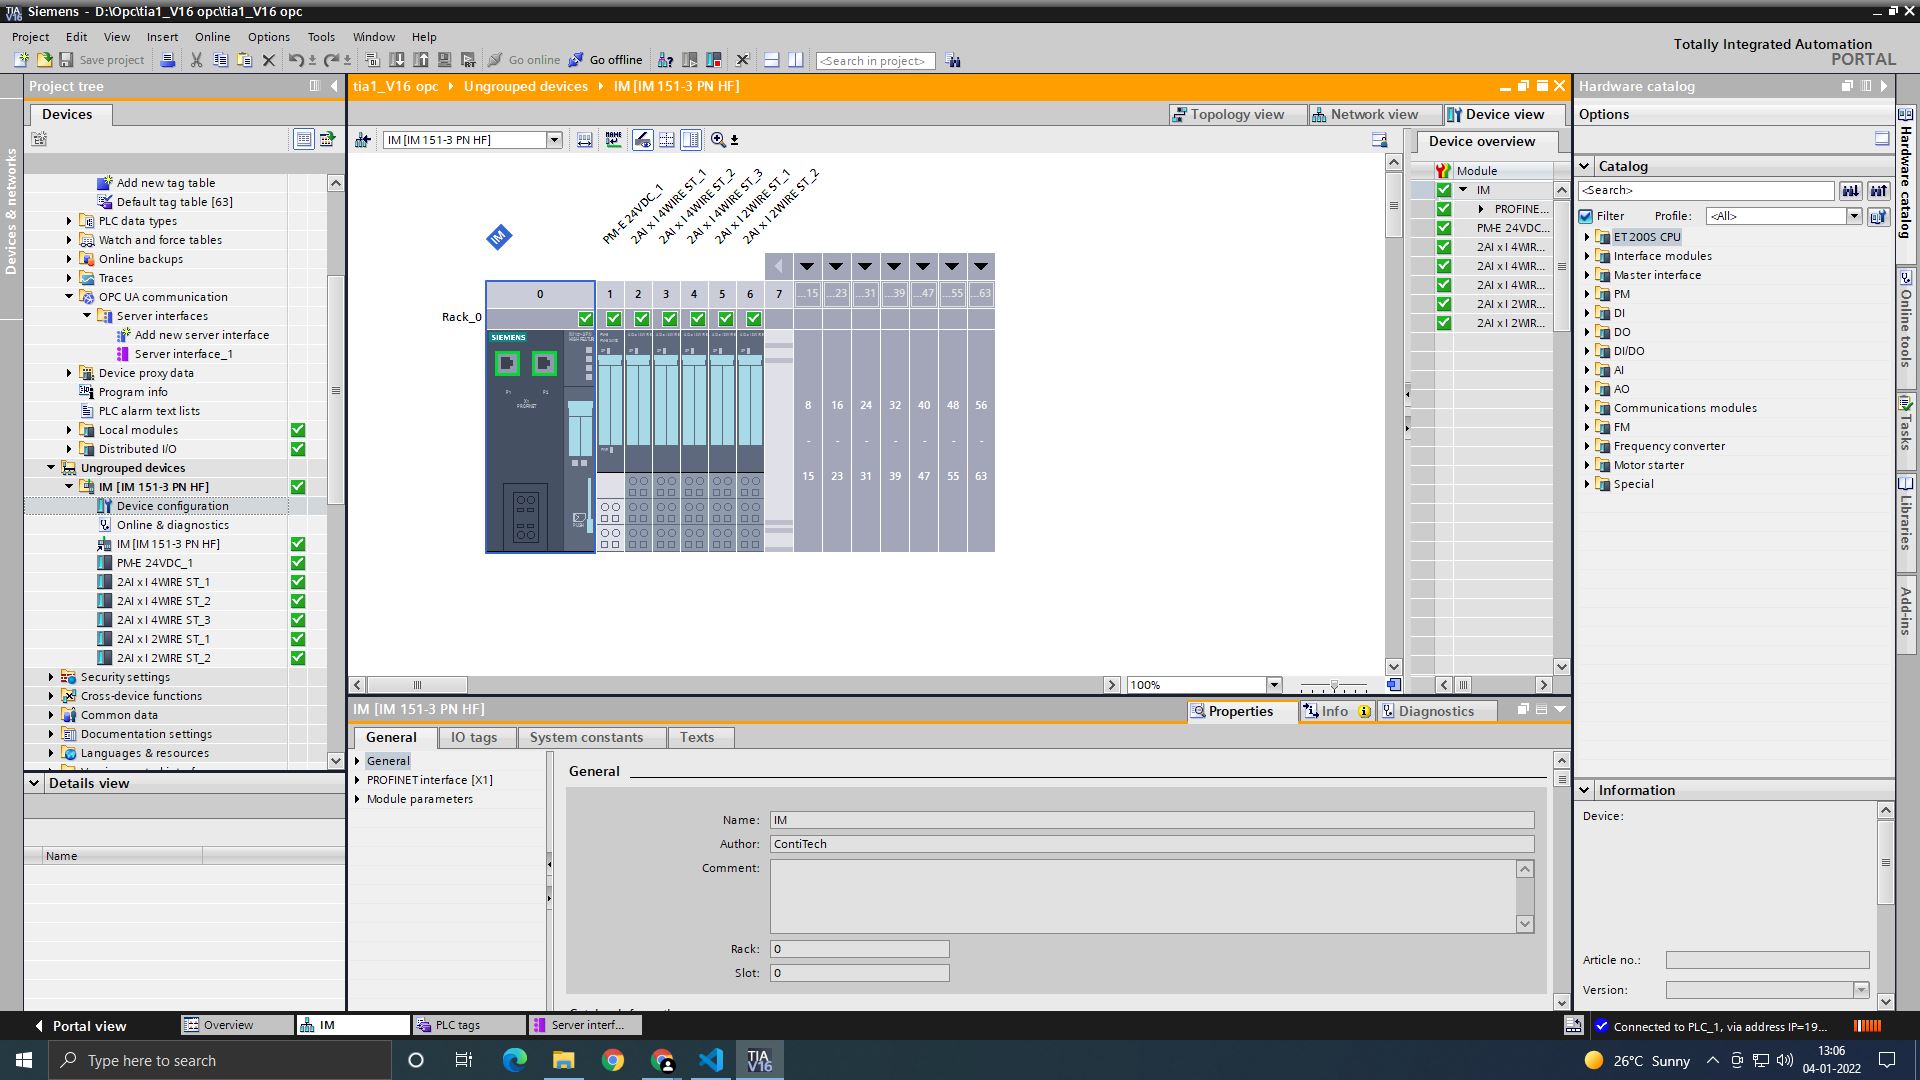 Siemens - D:\Opc\tia1_V16 opc\tia1_V16 opc
Project Edit View Insert Online Options Tools Window Help
Totally Integrated Automation
PORTAL
Save project
Go online
Go offline
<Search in project>
Project tree
tia1_V16 opc
Ungrouped devices
IM [IM 151-3 PN HF]
Hardware catalog
Devices
Topology view
Network view
Device view
Options
IM [IM 151-3 PN HF]
Device overview
Devices & networks
Add new tag table
Default tag table [63]
PLC data types
Watch and force tables
Online backups
Traces
OPC UA communication
Server interfaces
Add new server interface
Server interface_1
Device proxy data
Program info
PLC alarm text lists
Local modules
Distributed I/O
Ungrouped devices
IM [IM 151-3 PN HF]
Device configuration
Online & diagnostics
IM [IM 151-3 PN HF]
PM-E 24VDC_1
2AI x I 4WIRE ST_1
2AI x I 4WIRE ST_2
2AI x I 4WIRE ST_3
2AI x I 2WIRE ST_1
2AI x I 2WIRE ST_2
Security settings
Cross-device functions
Common data
Documentation settings
Languages & resources
Details view
Name
IM
PM-E 24VDC_1
2AI x I 4WIRE ST_1
2AI x I 4WIRE ST_2
2AI x I 4WIRE ST_3
2AI x I 2WIRE ST_1
2AI x I 2WIRE ST_2
0 1 2 3 4 5 6 7 ...15 ...23 ...31 ...39 ...47 ...55 ...63
Rack_0
SIEMENS
PROFINET
8 16 24 32 40 48 56
- - - - - - -
15 23 31 39 47 55 63
100%
Module
IM
PROFINE...
PM-E 24VDC...
2AI x I 4WIR...
2AI x I 4WIR...
2AI x I 4WIR...
2AI x I 2WIR...
2AI x I 2WIR...
Catalog
<Search>
Filter
Profile:
<All>
ET 200S CPU
Interface modules
Master interface
PM
DI
DO
DI/DO
AI
AO
Communications modules
FM
Frequency converter
Motor starter
Special
Information
Device:
Article no.:
Version:
Hardware catalog
Online tools
Tasks
Libraries
Add-ins
IM [IM 151-3 PN HF]
Properties
Info
Diagnostics
General
IO tags
System constants
Texts
General
PROFINET interface [X1]
Module parameters
General
Name: IM
Author: ContiTech
Comment:
Rack: 0
Slot: 0
Portal view
Overview
IM
PLC tags
Server interf...
Connected to PLC_1, via address IP=19...
Type here to search
TIA V16
26°C Sunny
13:06
04-01-2022